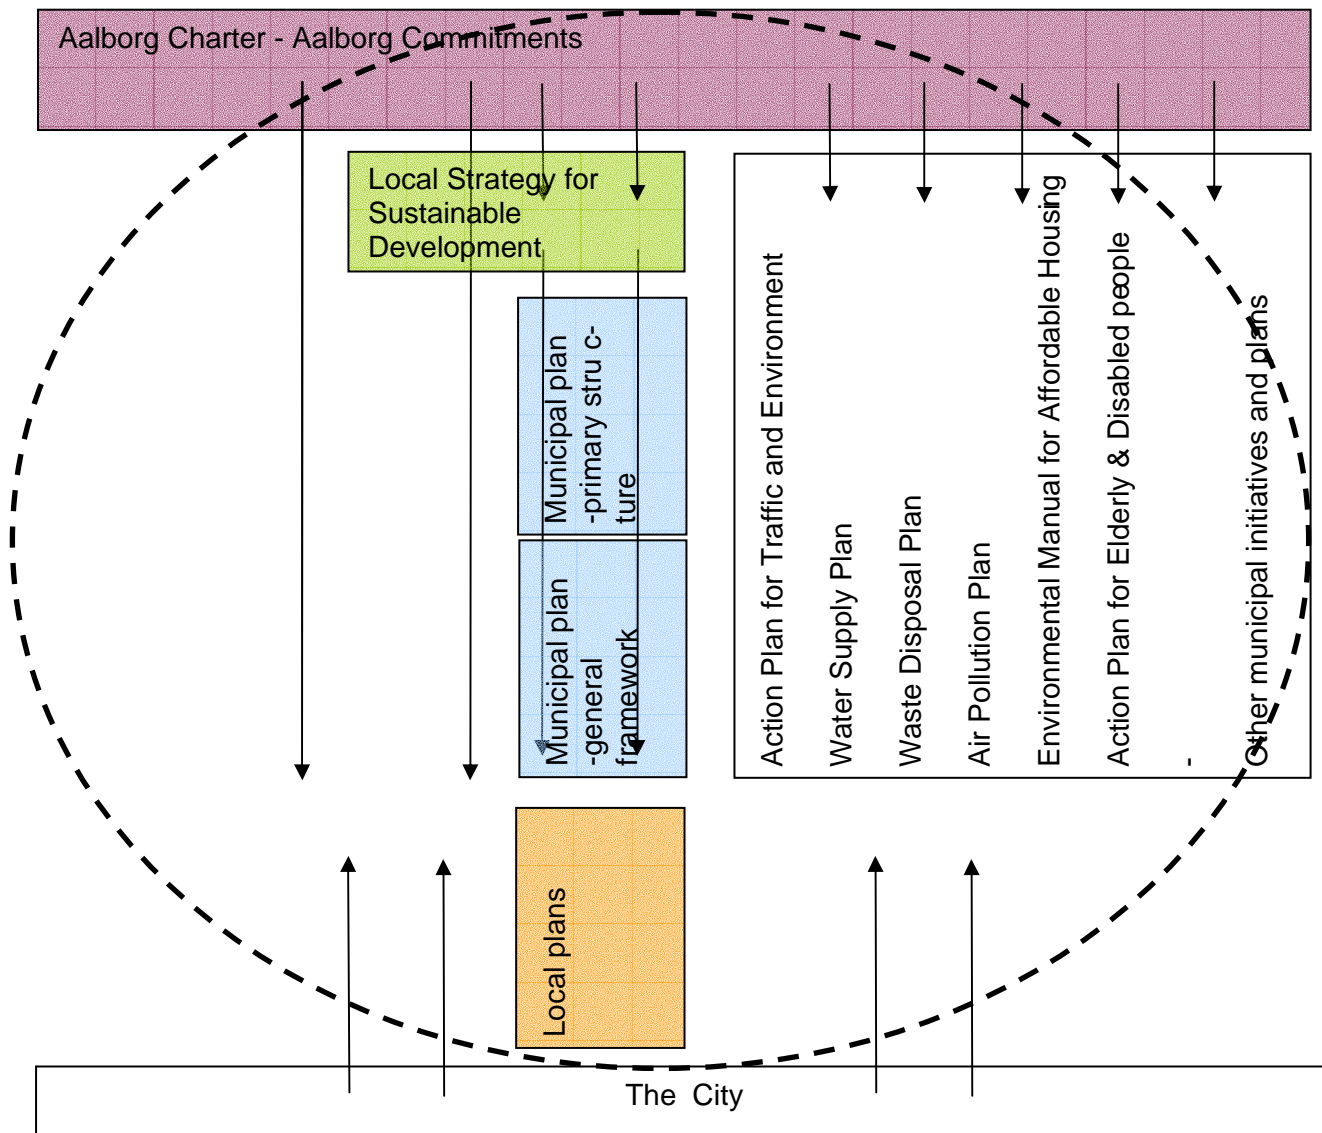 Aalborg Charter - Aalborg Commitments
Local Strategy for
Sustainable
Development
Municipal plan
-primary stru c-
ture
Municipal plan
-general
framework
Local plans
Action Plan for Traffic and Environment
Water Supply Plan
Waste Disposal Plan
Air Pollution Plan
Environmental Manual for Affordable Housing
Action Plan for Elderly & Disabled people
-
Other municipal initiatives and plans
The City